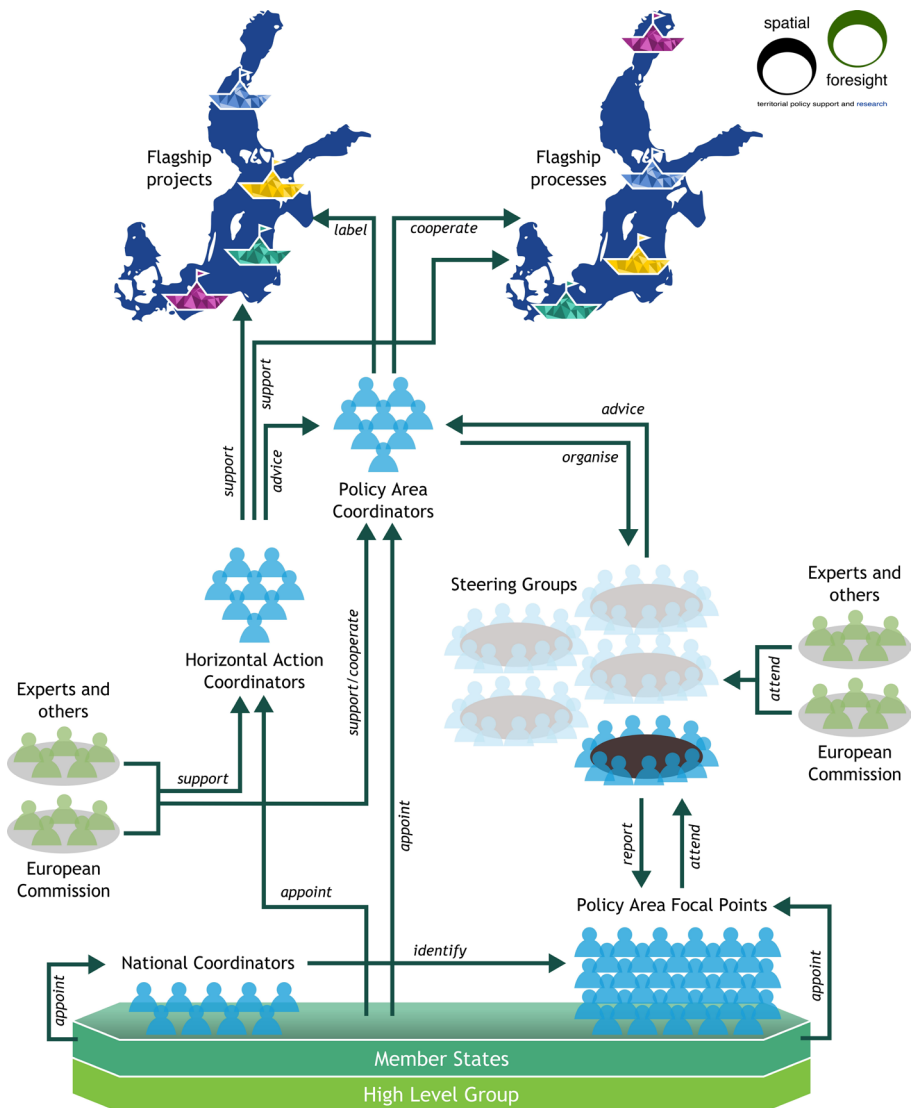 spatial
foresight
territorial policy support and research
Flagship
projects
Flagship
processes
label
cooperate
support
support
advice
advice
organise
Policy Area
Coordinators
Steering Groups
Experts and
others
attend
European
Commission
Horizontal Action
Coordinators
support/cooperate
Experts and
others
support
European
Commission
appoint
report
attend
appoint
Policy Area Focal Points
National Coordinators
identify
appoint
appoint
Member States
High Level Group